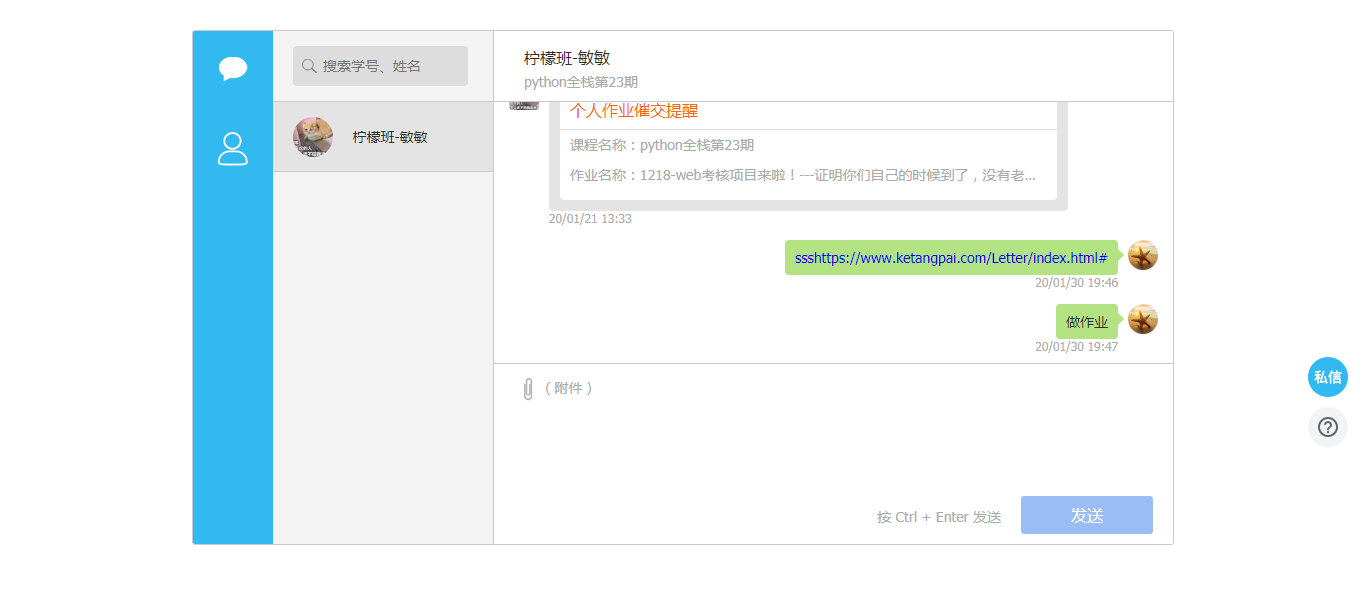 搜索学号、姓名
柠檬班-敏敏
柠檬班-敏敏
python全栈第23期
个人作业催交提醒
课程名称：python全栈第23期
作业名称：1218-web考核项目来啦！---证明你们自己的时候到了，没有老...
20/01/21 13:33
ssshttps://www.ketangpai.com/Letter/index.html#
20/01/30 19:46
做作业
20/01/30 19:47
（附件）
按 Ctrl + Enter 发送
发送
私信